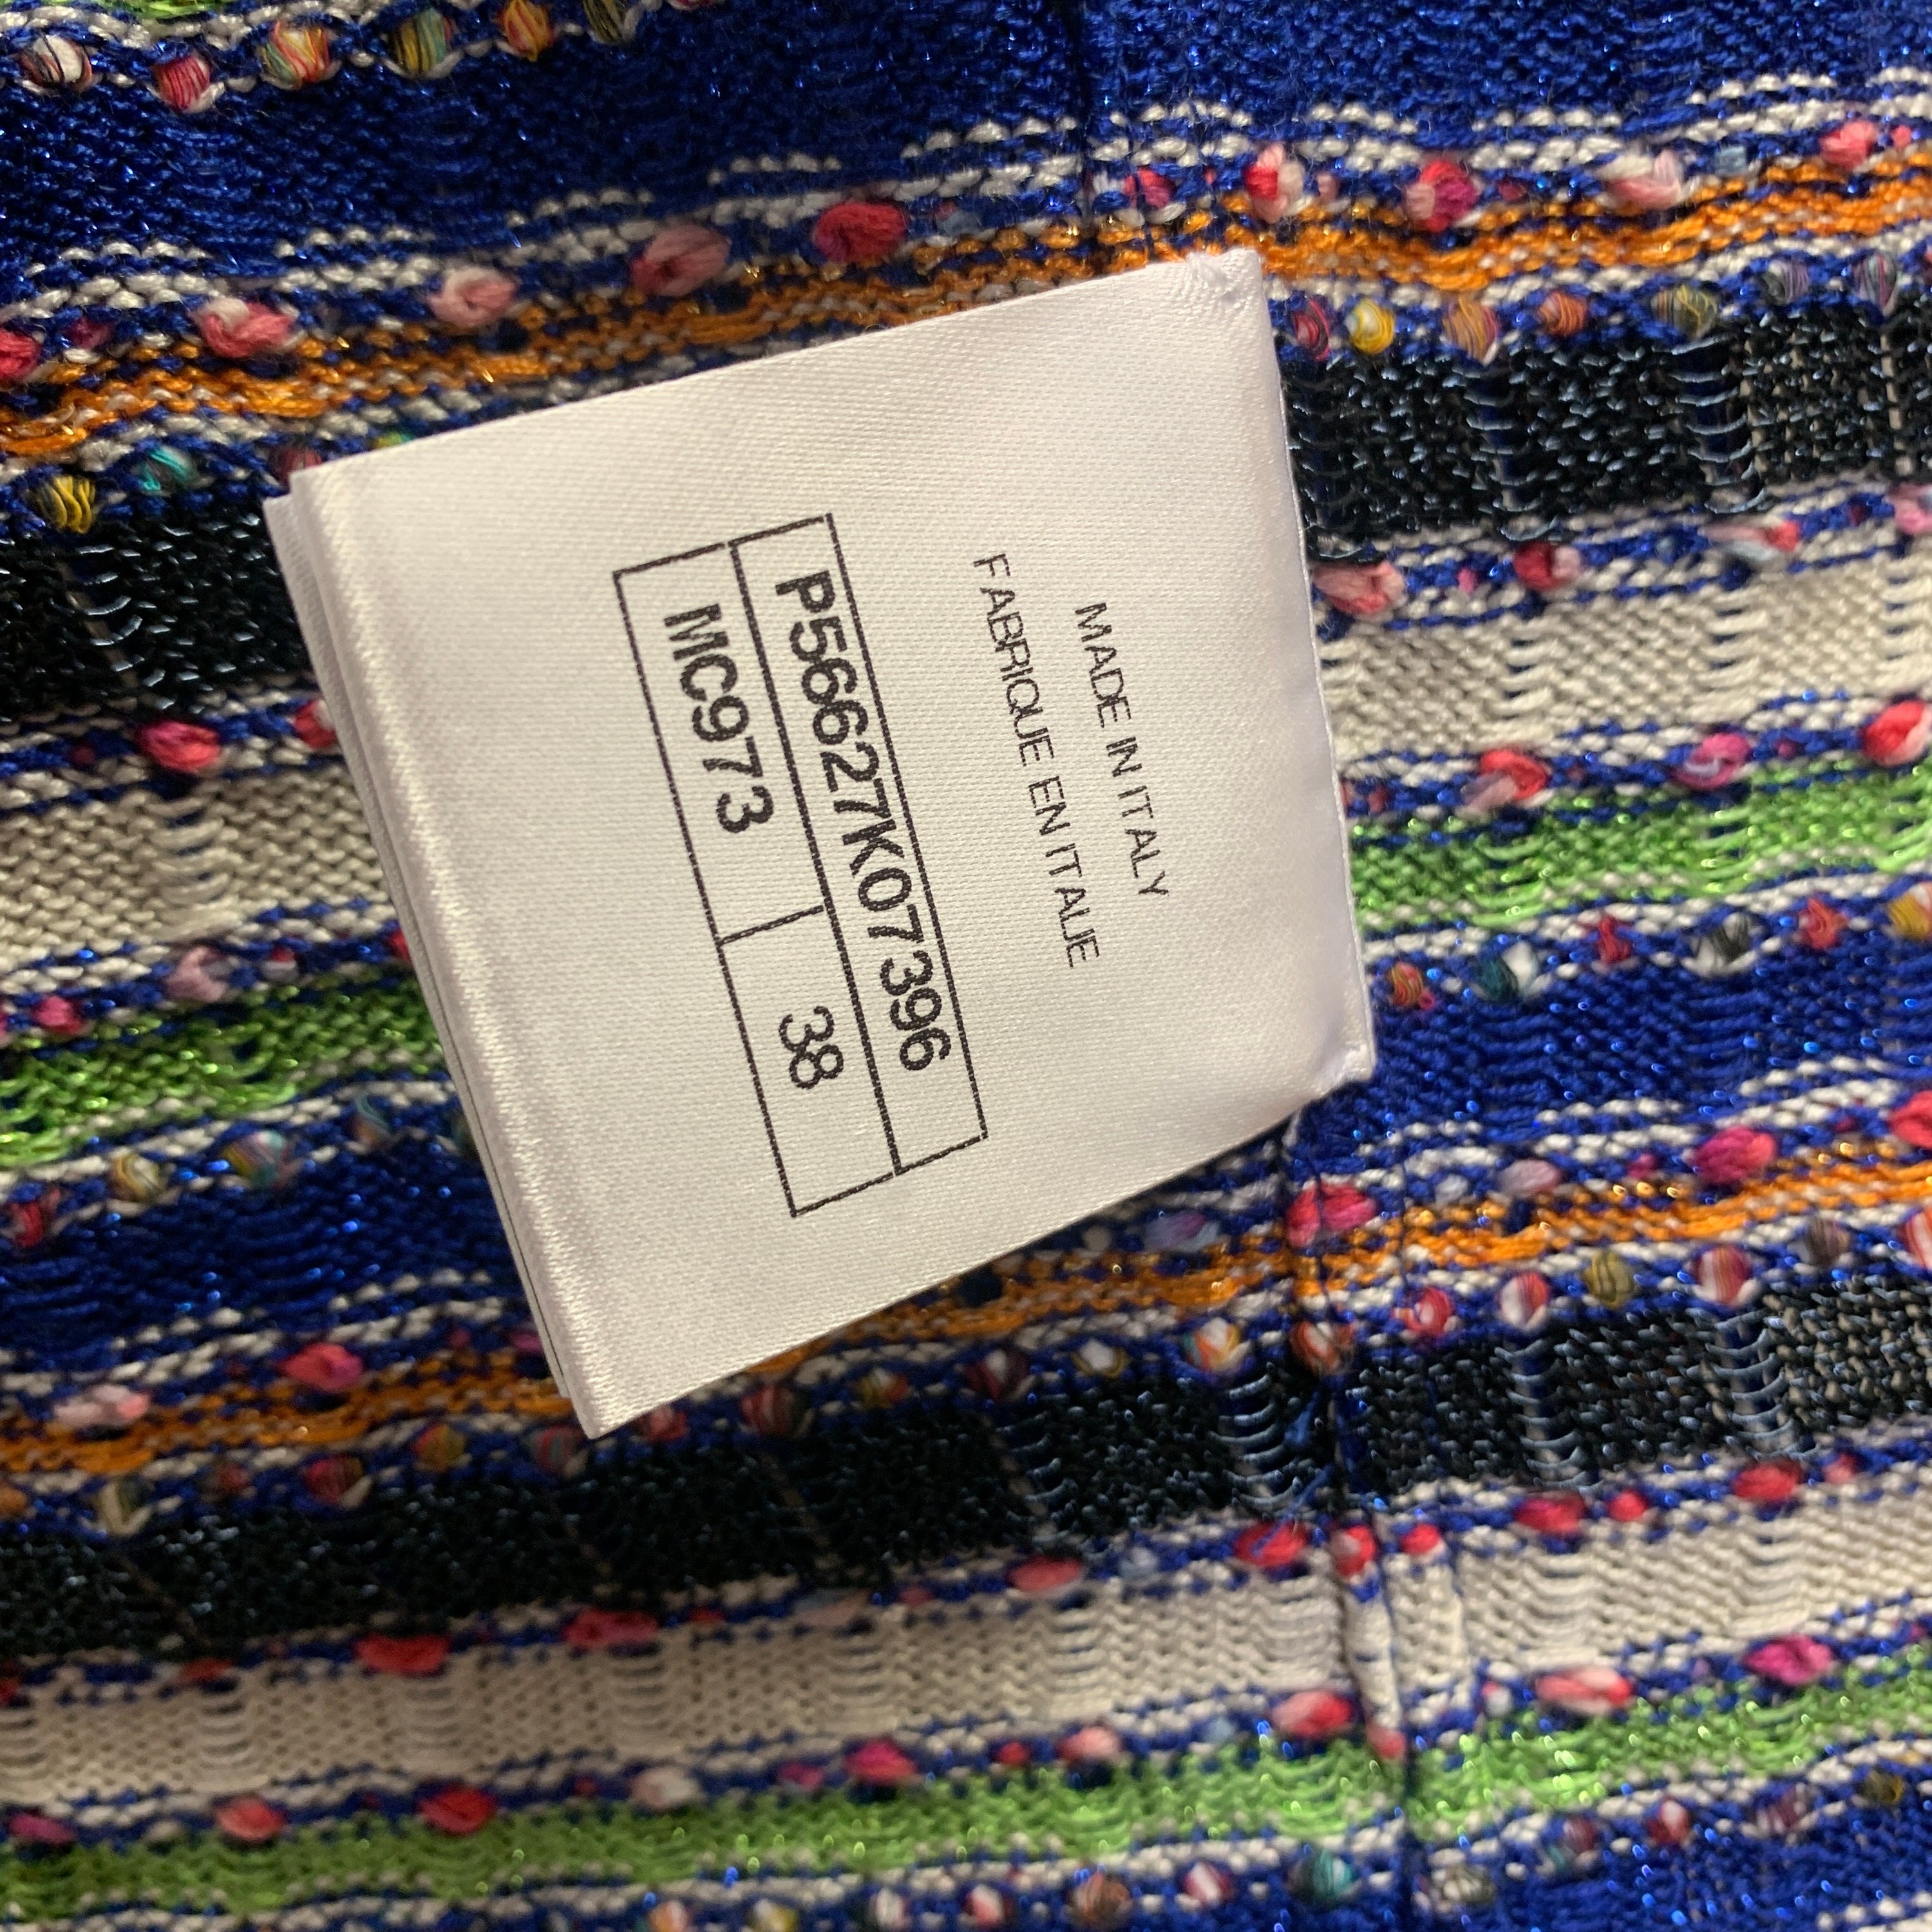 MADE IN ITALY
FABRIQUE EN ITALIE
P56627K07396
MC973 38